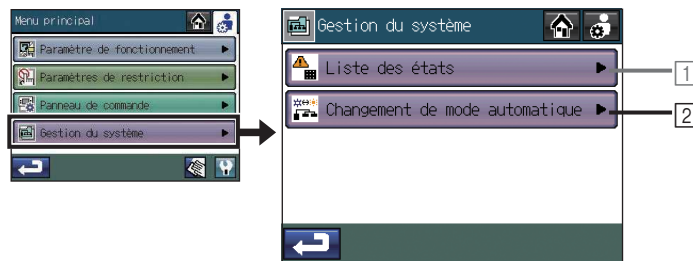 Menu principal
Paramètre de fonctionnement
Paramètres de restriction
Panneau de commande
Gestion du système
Gestion du système
Liste des états
1
Changement de mode automatique
2